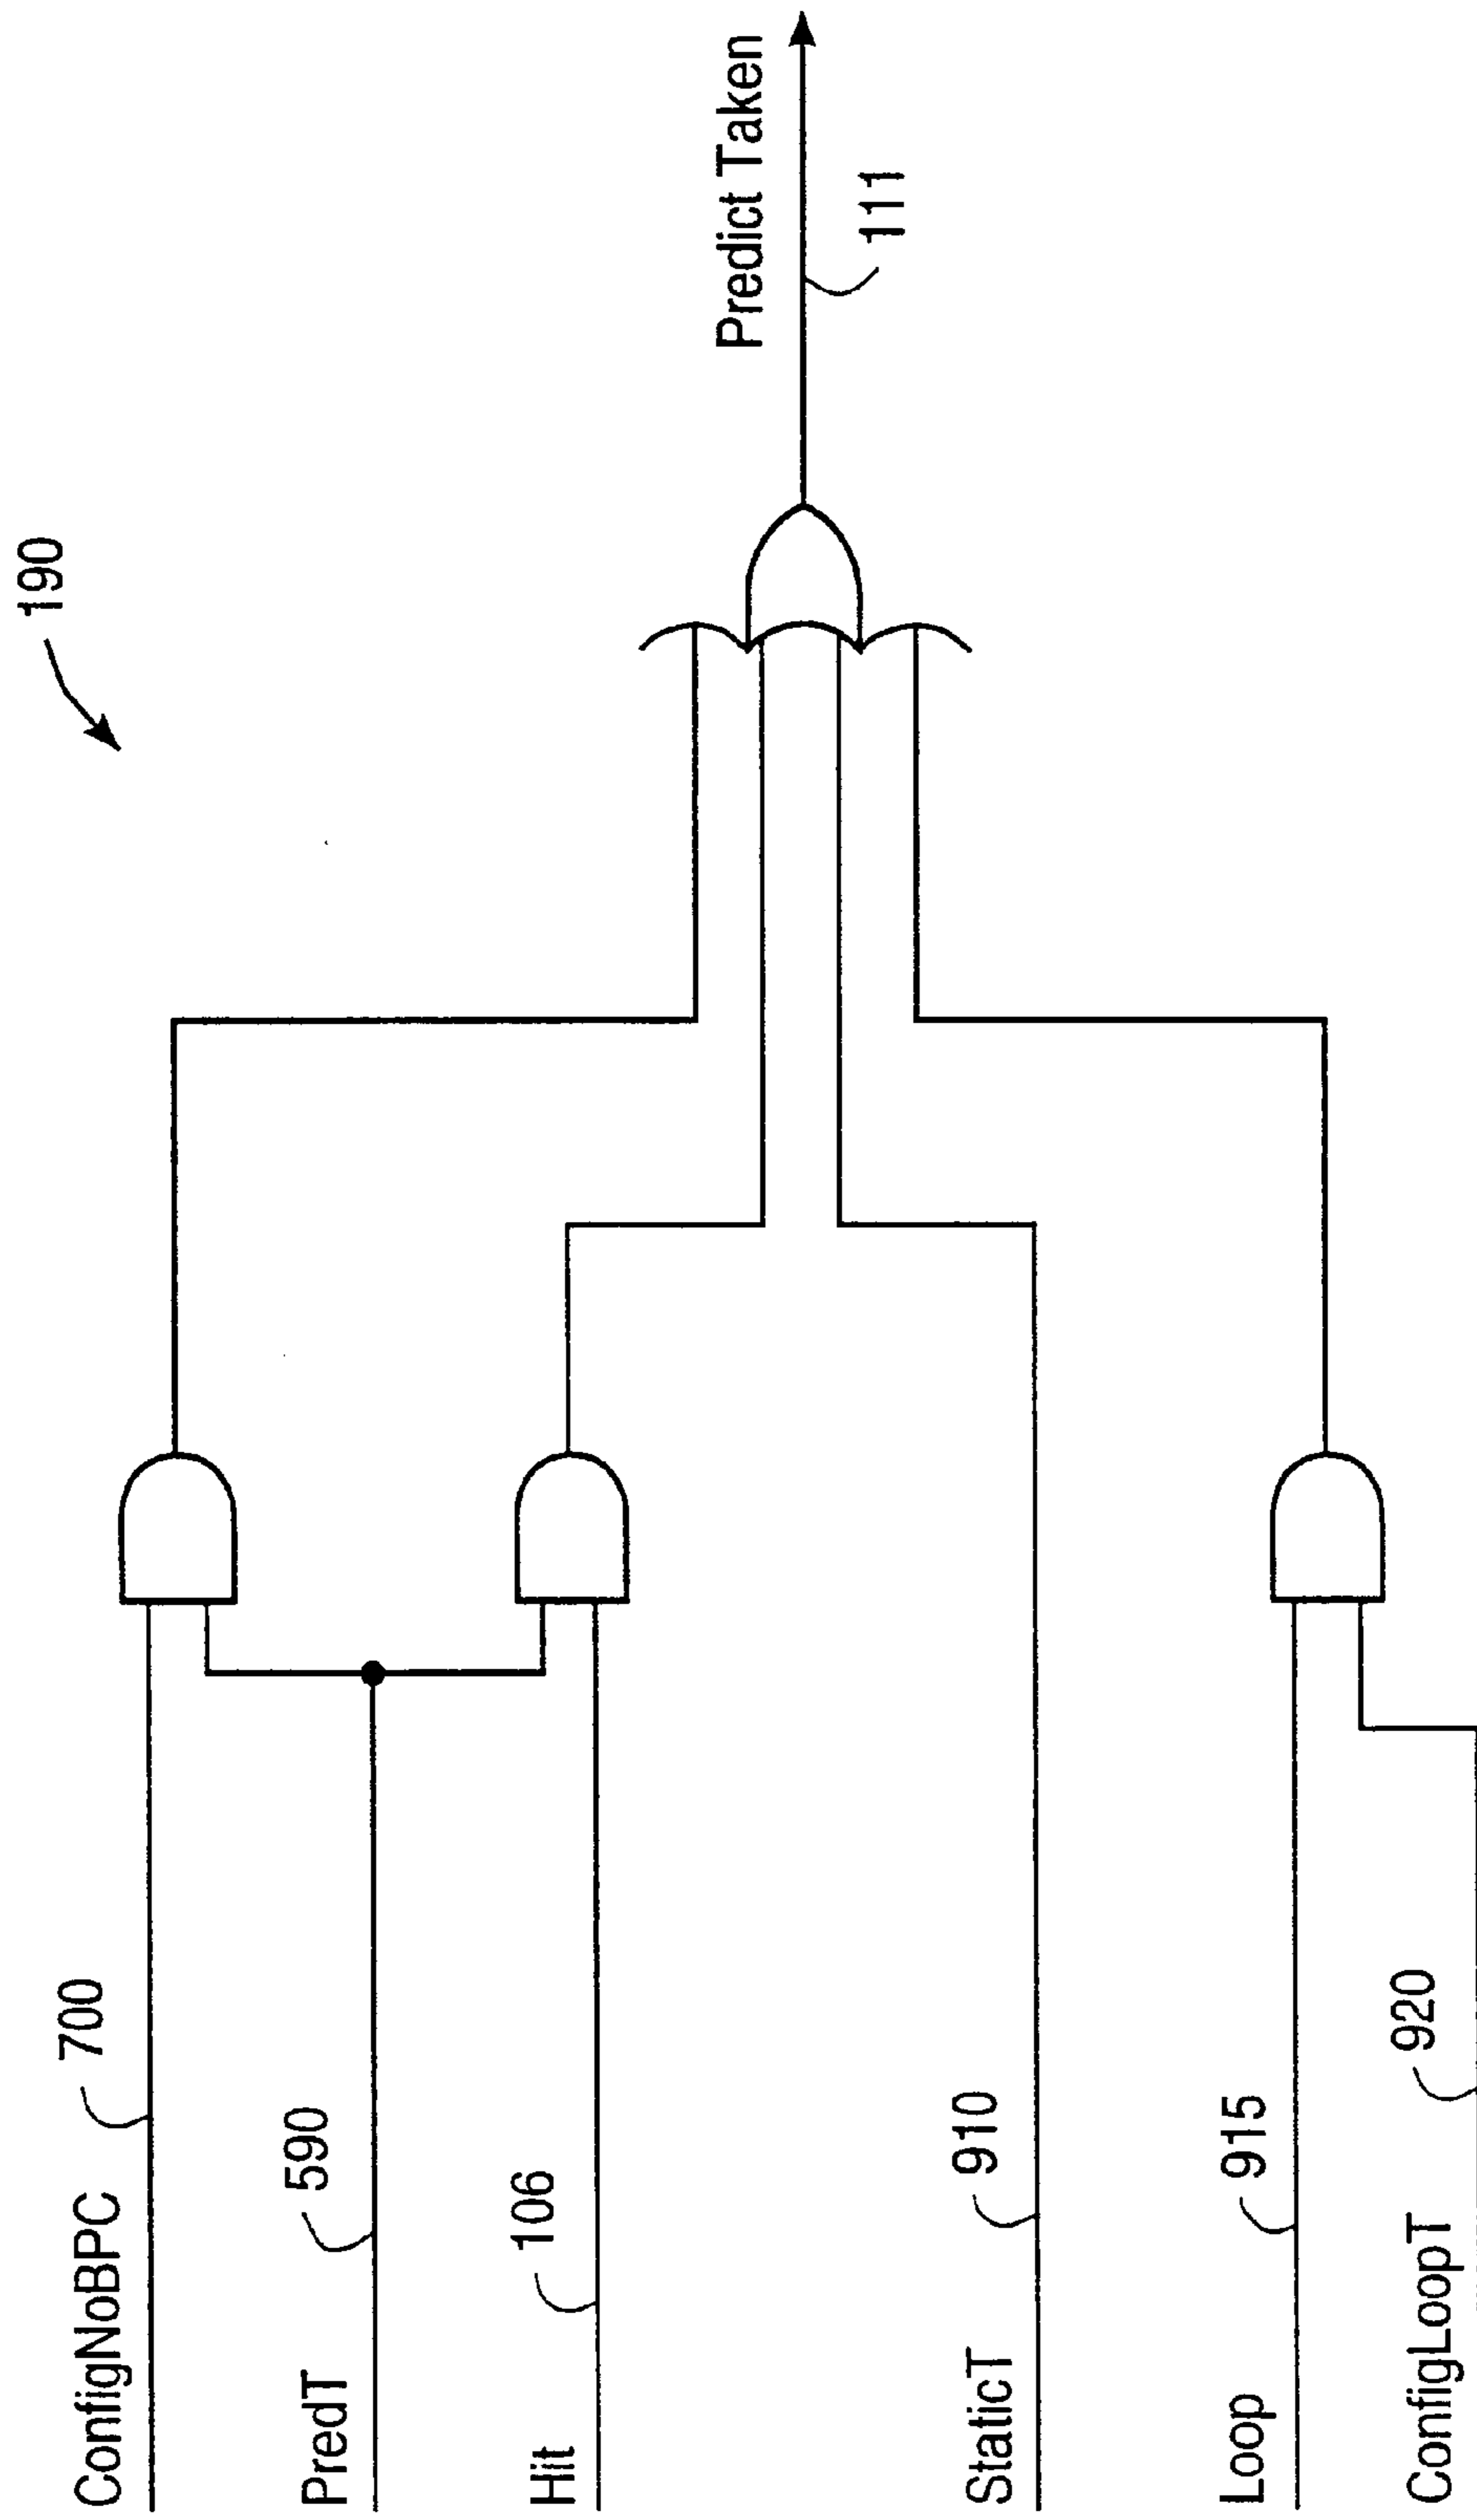 190
ConfigNoBPC
700
PredT
590
Hit
106
Predict Taken
111
StaticT
910
Loop
915
ConfigLoopT
920